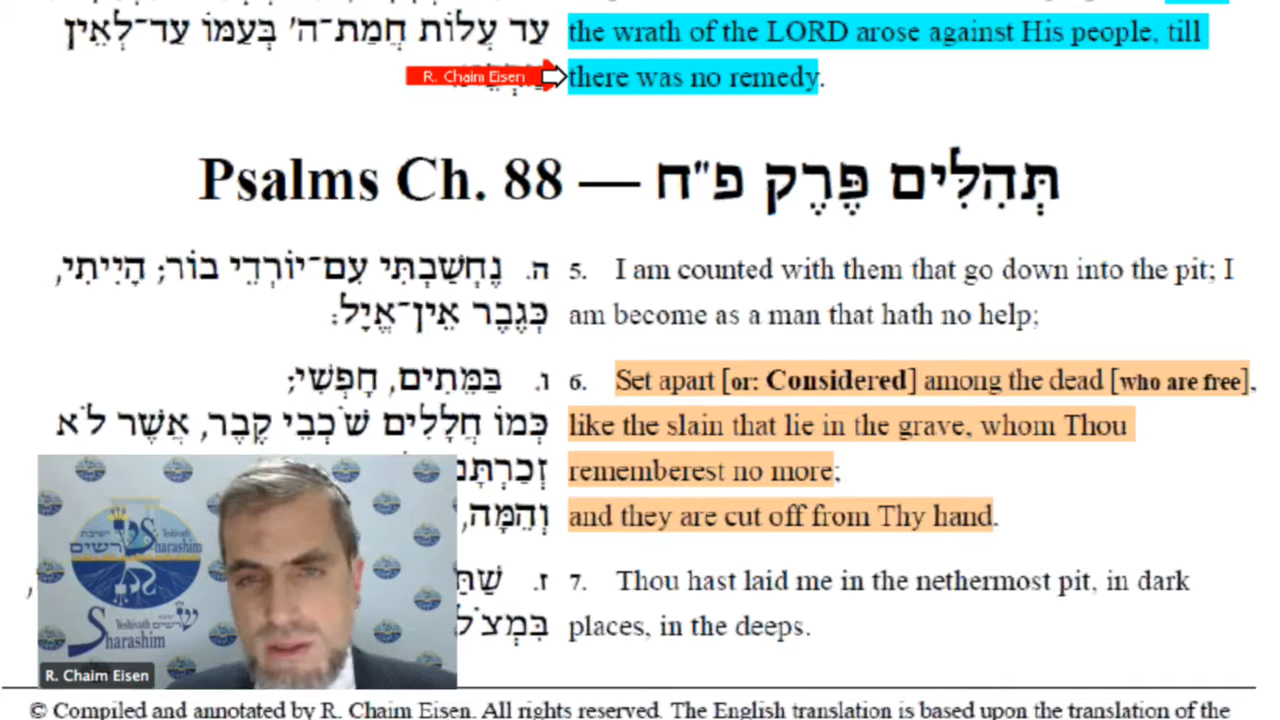 עַד עֲלוֹת חֲמַת־ה' בְּעַמּוֹ עַד־לְאֵין
the wrath of the LORD arose against His people, till
R. Chaim Eisen
there was no remedy.
Psalms Ch. 88 — תְּהִלִּים פֶּרֶק פ"ח
ה. נֶחְשַׁבְתִּי עִם־יוֹרְדֵי בוֹר; הָיִיתִי,
כְּגֶבֶר אֵין־אֱיָל:
5. I am counted with them that go down into the pit; I
am become as a man that hath no help;
ו. בַּמֵּתִים, חָפְשִׁי;
כְּמוֹ חֲלָלִים שֹׁכְבֵי קֶבֶר, אֲשֶׁר לֹא
זְכַרְתָּם
וְהֵמָּה,
6. Set apart [or: Considered] among the dead [who are free],
like the slain that lie in the grave, whom Thou
rememberest no more;
and they are cut off from Thy hand.
ז.
7. Thou hast laid me in the nethermost pit, in dark
places, in the deeps.
ישיבת
Yeshivath
שרשים
Sharashim
Yeshivath
שרשים
Sharashim
R. Chaim Eisen
© Compiled and annotated by R. Chaim Eisen. All rights reserved. The English translation is based upon the translation of the